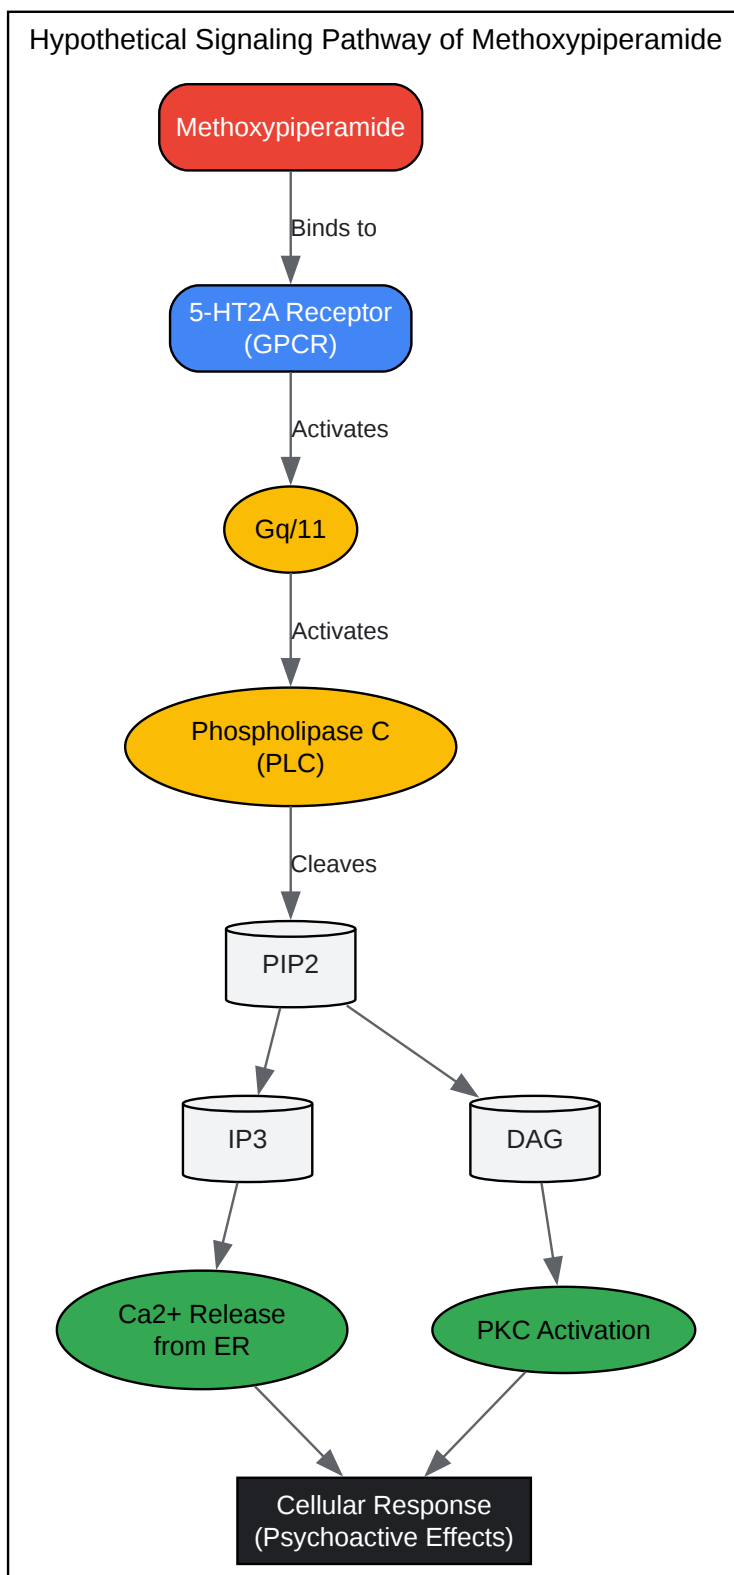 Hypothetical Signaling Pathway of Methoxypiperamide
Methoxypiperamide
Binds to
5-HT2A Receptor
(GPCR)
Activates
Gq/11
Activates
Phospholipase C
(PLC)
Cleaves
PIP2
IP3
DAG
Ca2+ Release
from ER
PKC Activation
Cellular Response
(Psychoactive Effects)